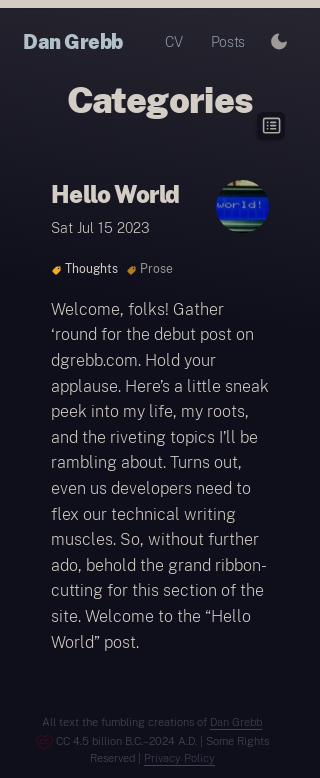 Dan Grebb CV Posts
Categories
Hello World
world!
Sat Jul 15 2023
Thoughts Prose
Welcome, folks! Gather
‘round for the debut post on
dgrebb.com. Hold your
applause. Here’s a little sneak
peek into my life, my roots,
and the riveting topics I’ll be
rambling about. Turns out,
even us developers need to
flex our technical writing
muscles. So, without further
ado, behold the grand ribbon-
cutting for this section of the
site. Welcome to the “Hello
World” post.
All text the fumbling creations of Dan Grebb
CC 4.5 billion B.C.–2024 A.D. | Some Rights
Reserved | Privacy Policy